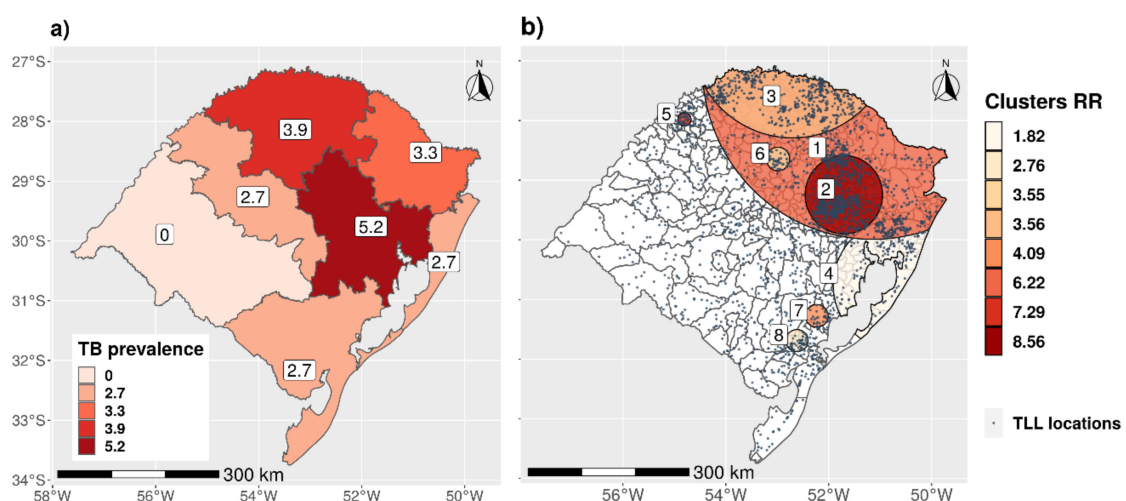 a)
27°S
28°S
29°S
30°S
31°S
32°S
33°S
34°S
N
3.9
3.3
2.7
5.2
0
2.7
2.7
TB prevalence
0
2.7
3.3
3.9
5.2
300 km
58°W
56°W
54°W
52°W
50°W
b)
N
3
5
1
6
2
4
7
8
300 km
56°W
54°W
52°W
50°W
Clusters RR
1.82
2.76
3.55
3.56
4.09
6.22
7.29
8.56
TLL locations